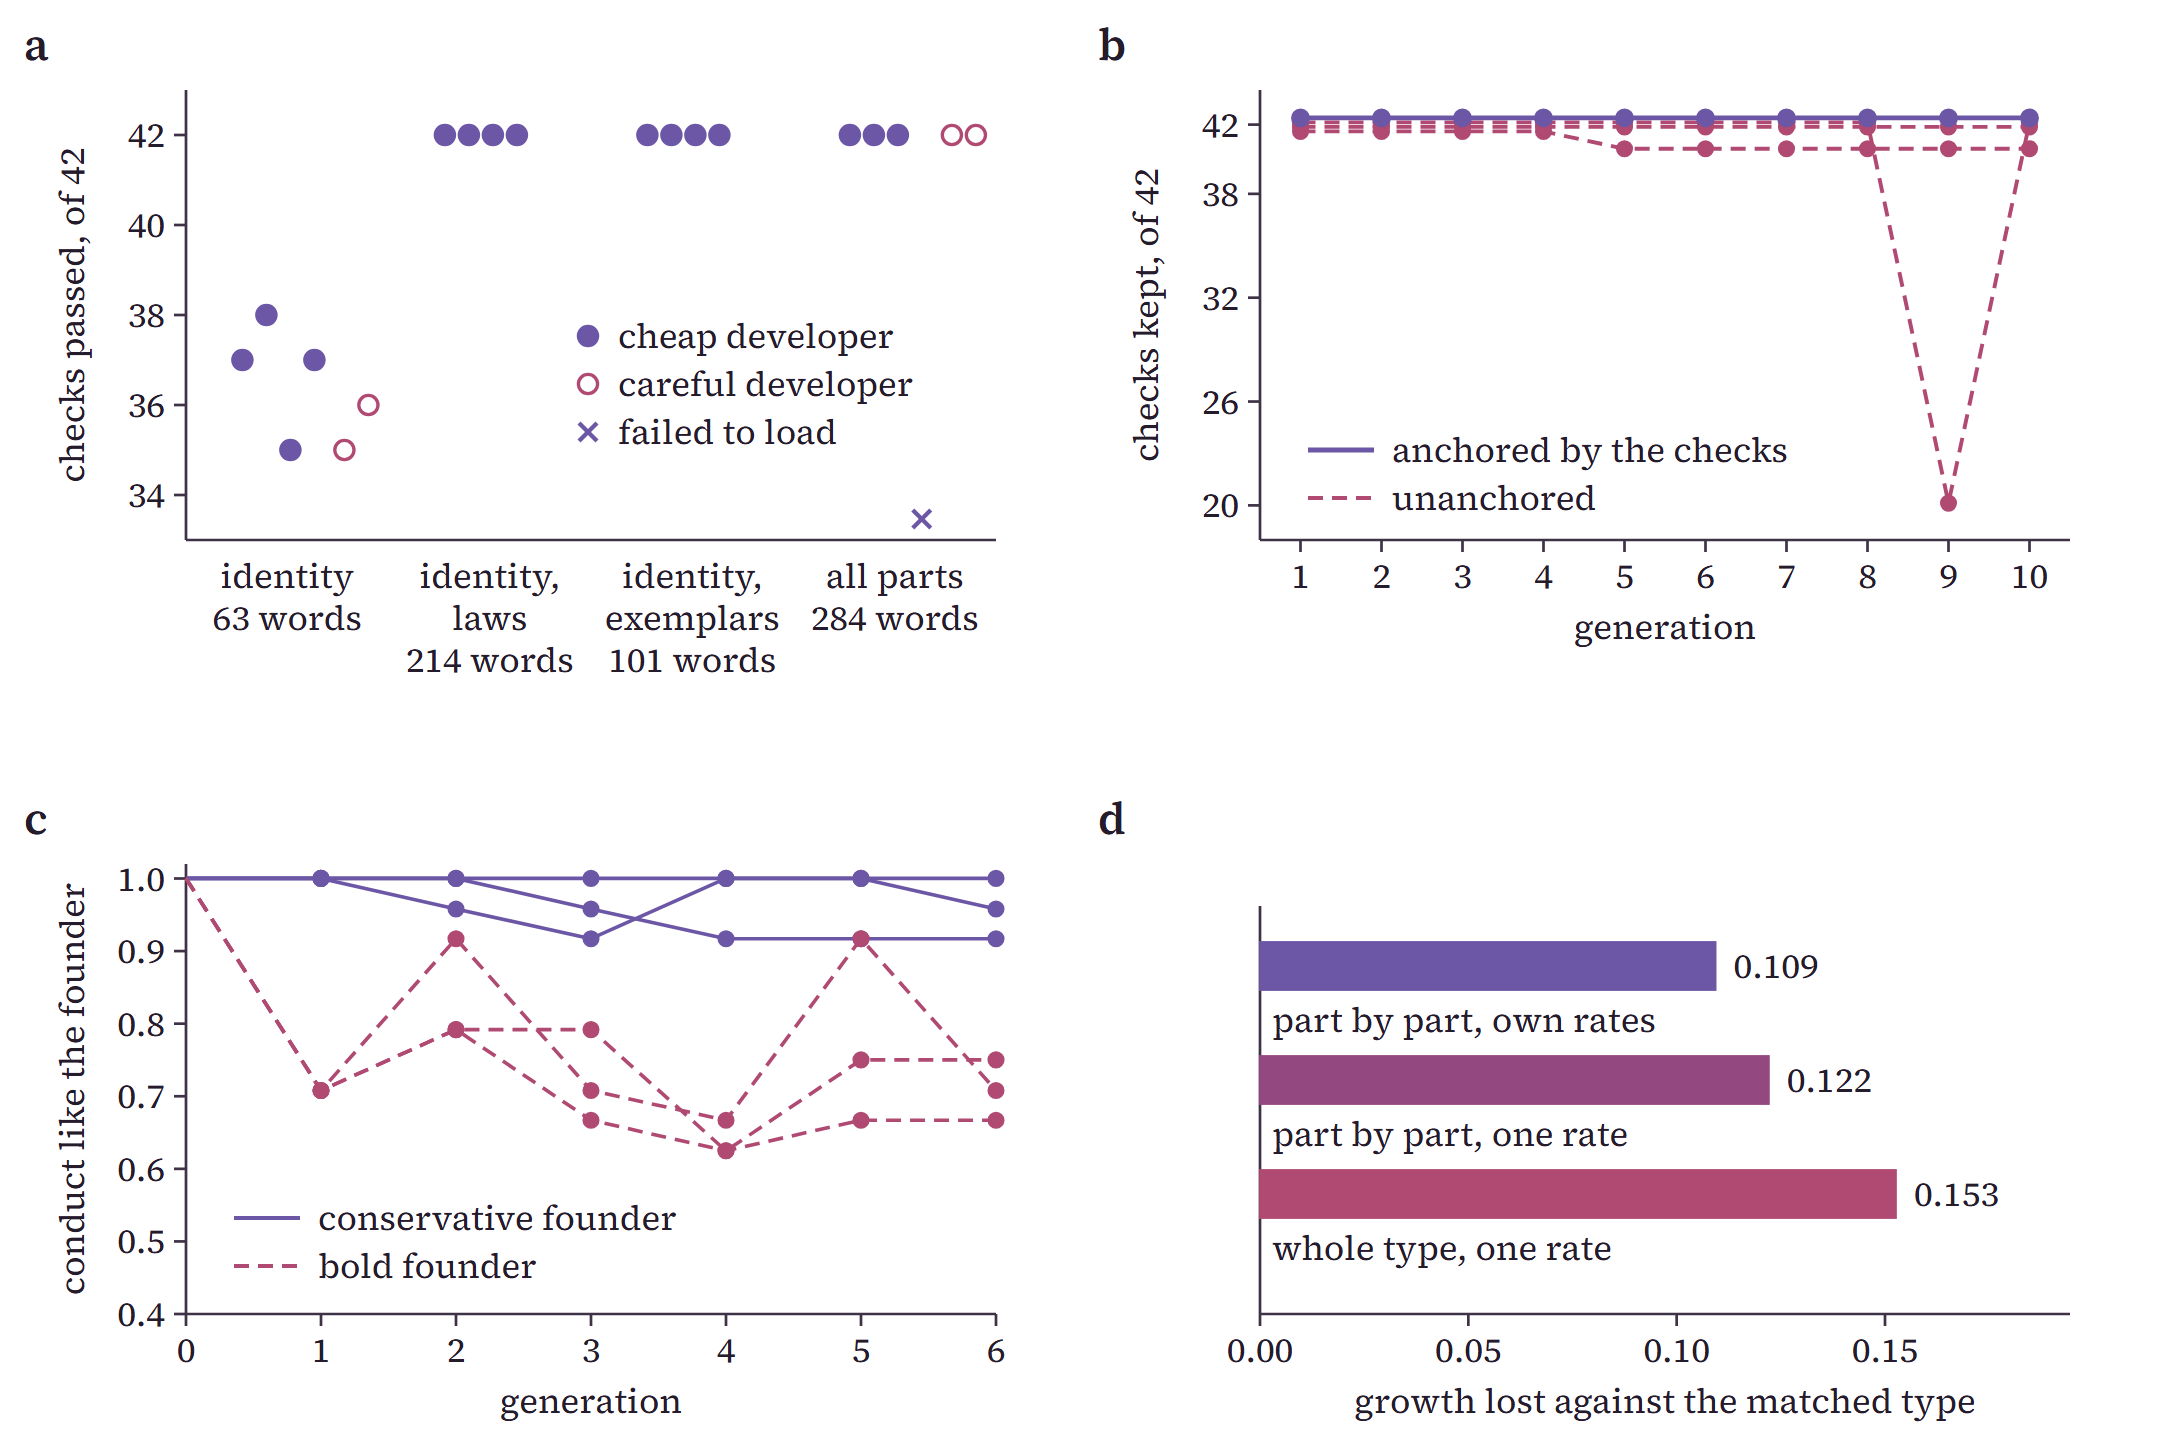 a
checks passed, of 42
42
40
38
36
34
cheap developer
careful developer
failed to load
identity
63 words
identity,
laws
214 words
identity,
exemplars
101 words
all parts
284 words
b
checks kept, of 42
42
38
32
26
20
anchored by the checks
unanchored
1 2 3 4 5 6 7 8 9 10
generation
c
conduct like the founder
1.0
0.9
0.8
0.7
0.6
0.5
0.4
conservative founder
bold founder
0 1 2 3 4 5 6
generation
d
0.109
part by part, own rates
0.122
part by part, one rate
0.153
whole type, one rate
0.00 0.05 0.10 0.15
growth lost against the matched type